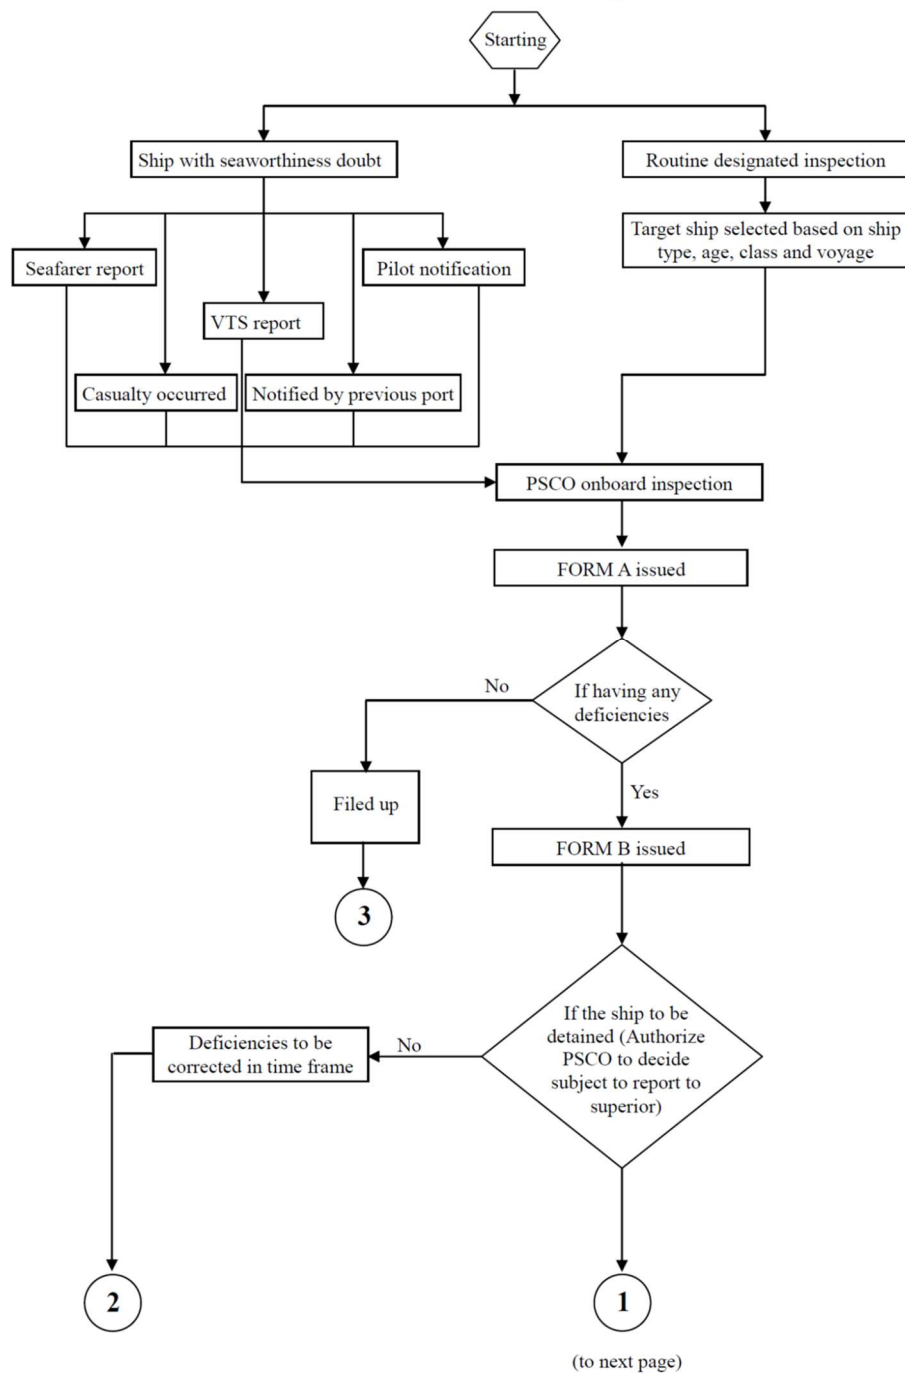 Starting
Ship with seaworthiness doubt
Routine designated inspection
Target ship selected based on ship
type, age, class and voyage
Seafarer report
Pilot notification
VTS report
Casualty occurred
Notified by previous port
PSCO onboard inspection
FORM A issued
No
If having any
deficiencies
Yes
Filed up
FORM B issued
3
If the ship to be
detained (Authorize
PSCO to decide
subject to report to
superior)
No
Deficiencies to be
corrected in time frame
2
1
(to next page)